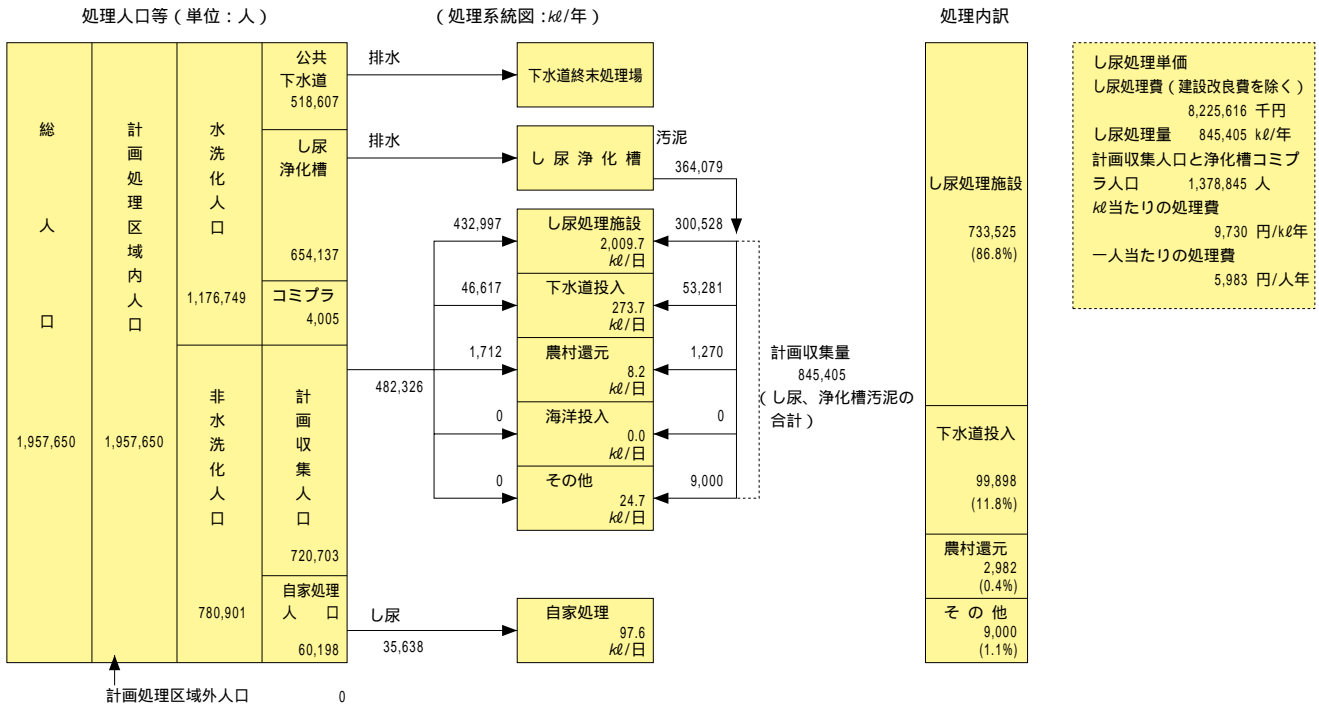 処理人口等（単位：人）
（処理系統図：kℓ/年）
処理内訳
総人口
1,957,650
計画処理区域内人口
1,957,650
水洗化人口
1,176,749
非水洗化人口
780,901
公共
下水道
518,607
し尿
浄化槽
654,137
コミプラ
4,005
計画収集人口
720,703
自家処理
人口
60,198
計画処理区域外人口 0
排水
下水道終末処理場
排水
し尿浄化槽
汚泥
364,079
432,997
し尿処理施設
2,009.7
kℓ/日
300,528
46,617
下水道投入
273.7
kℓ/日
53,281
1,712
農村還元
8.2
kℓ/日
1,270
482,326
0
海洋投入
0.0
kℓ/日
0
0
その他
24.7
kℓ/日
9,000
計画収集量
845,405
（し尿、浄化槽汚泥の
合計）
し尿
35,638
自家処理
97.6
kℓ/日
し尿処理施設
733,525
(86.8%)
下水道投入
99,898
(11.8%)
農村還元
2,982
(0.4%)
その他
9,000
(1.1%)
し尿処理単価
し尿処理費（建設改良費を除く）
8,225,616 千円
し尿処理量 845,405 kℓ/年
計画収集人口と浄化槽コミプ
ラ人口 1,378,845 人
kℓ当たりの処理費
9,730 円/kℓ年
一人当たりの処理費
5,983 円/人年